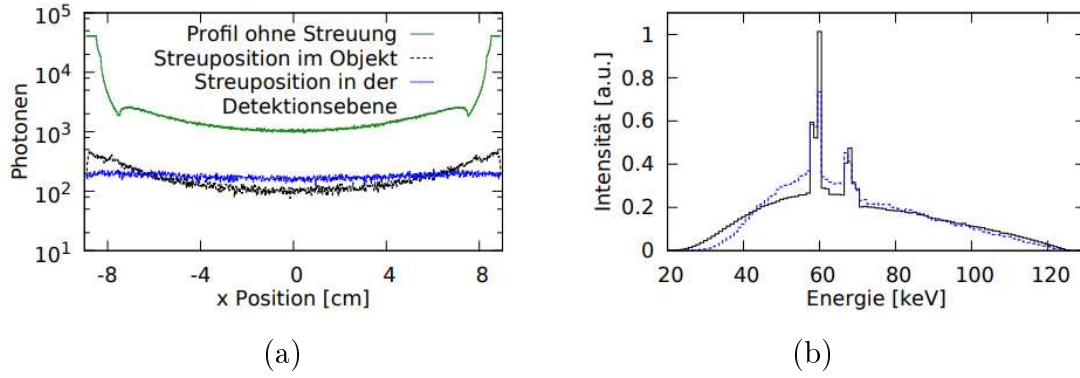 10^5
10^4
10^3
10^2
10^1
Photonen
Profil ohne Streuung
Streuposition im Objekt
Streuposition in der
Detektionsebene
-8 -4 0 4 8
x Position [cm]
(a)
1
0.8
0.6
0.4
0.2
0
Intensität [a.u.]
20 40 60 80 100 120
Energie [keV]
(b)